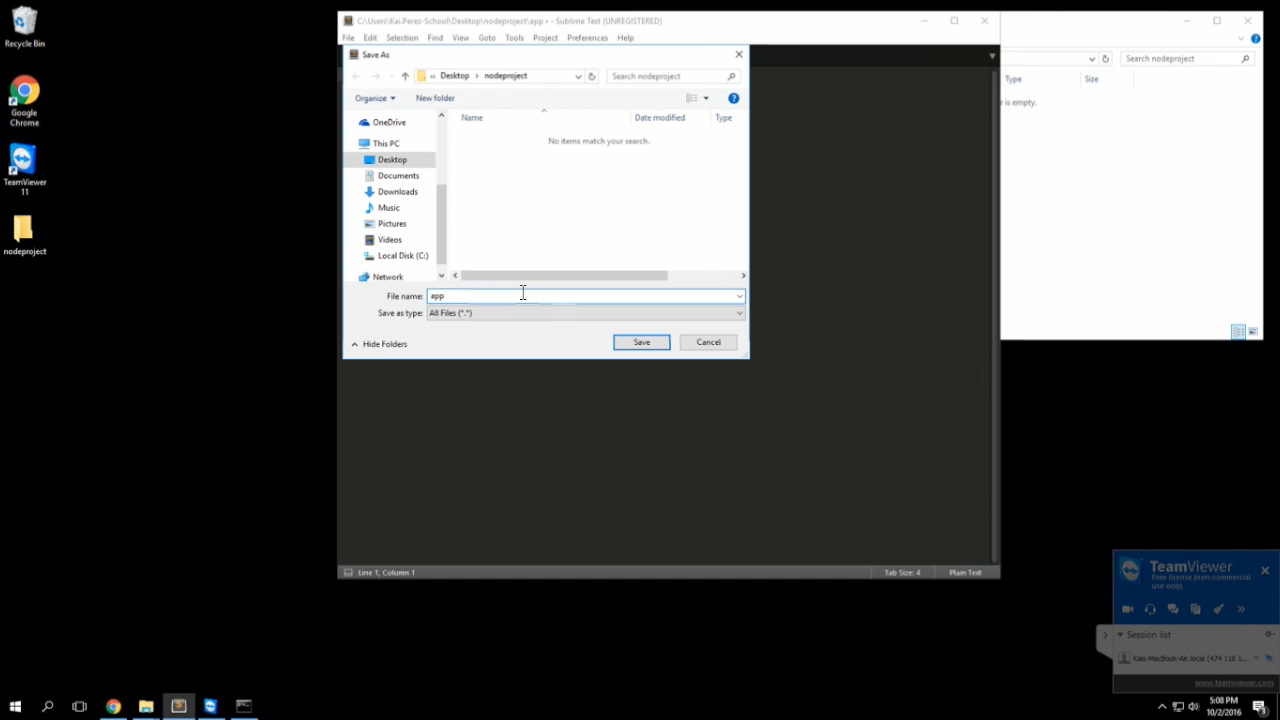 Recycle Bin
Google
Chrome
TeamViewer
11
nodeproject
C:\Users\Kai.Perez-School\Desktop\nodeproject\app • - Sublime Text (UNREGISTERED)
File Edit Selection Find View Goto Tools Project Preferences Help
Save As
« Desktop › nodeproject
Search nodeproject
Organize
New folder
OneDrive
This PC
Desktop
Documents
Downloads
Music
Pictures
Videos
Local Disk (C:)
Network
Name
Date modified
Type
No items match your search.
File name:
app
Save as type:
All Files (*.*)
Hide Folders
Save
Cancel
Line 1, Column 1
Tab Size: 4
Plain Text
Search nodeproject
Type
Size
is empty.
TeamViewer
Free license (non-commercial
use only)
Session list
Kais-MacBook-Air.local (474 118 1...
www.teamviewer.com
5:08 PM
10/2/2016
3